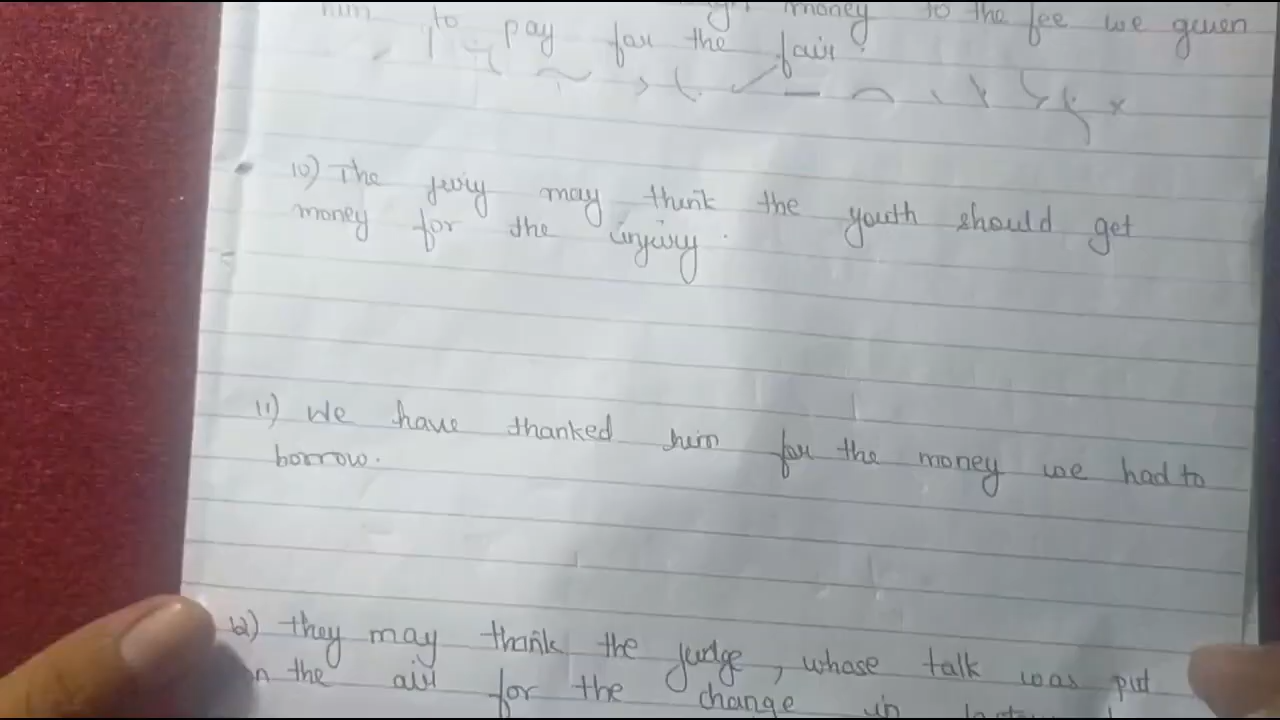 him money to the fee we given
to pay for the fair.
10) The jury may think the youth should get
money for the injury.
11) We have thanked him for the money we had to
borrow.
12) they may thank the judge, whose talk was put
on the air for the change in